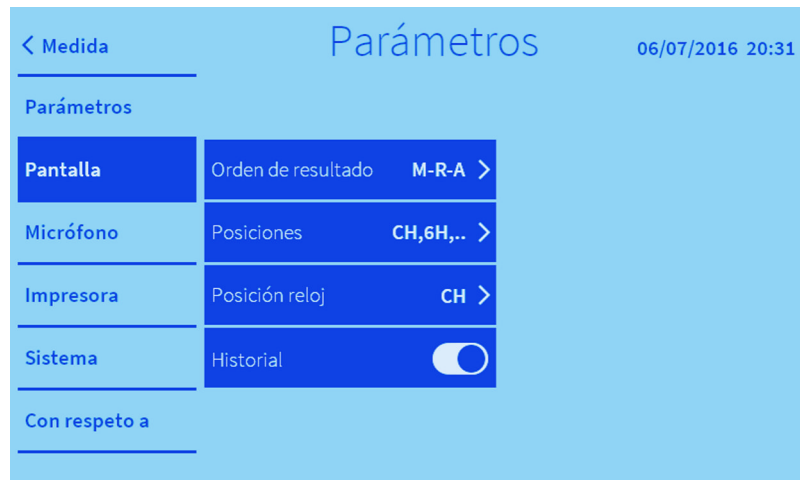 < Medida
Parámetros
06/07/2016 20:31
Parámetros
Pantalla
Orden de resultado M-R-A >
Micrófono
Posiciones CH,6H,.. >
Impresora
Posición reloj CH >
Sistema
Historial
Con respeto a